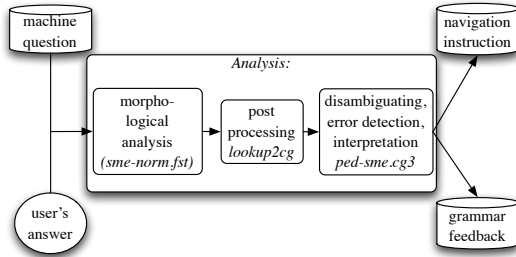 machine
question
navigation
instruction
Analysis:
morpho-
logical
analysis
(sme-norm.fst)
post
processing
lookup2cg
disambiguating,
error detection,
interpretation
ped-sme.cg3
user's
answer
grammar
feedback